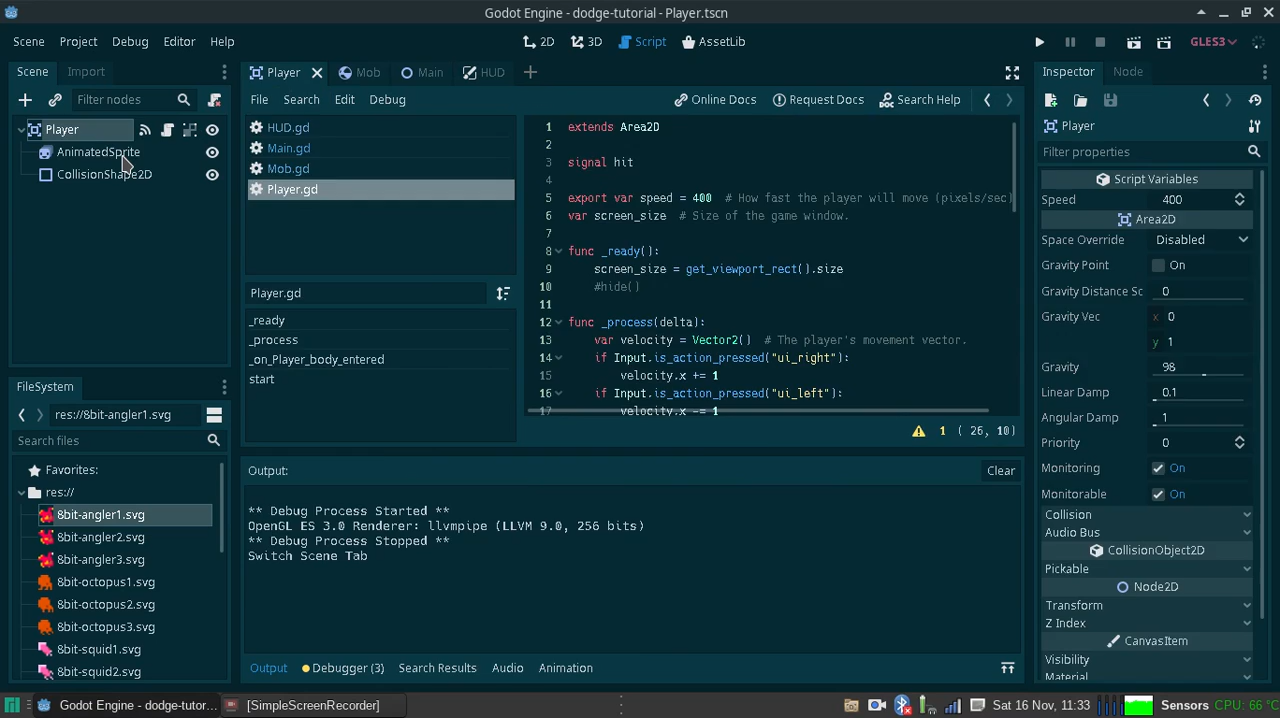 Godot Engine - dodge-tutorial - Player.tscn
Scene Project Debug Editor Help
2D 3D Script AssetLib
GLES3
Scene Import
Filter nodes
Player
AnimatedSprite
CollisionShape2D
FileSystem
res://8bit-angler1.svg
Search files
Favorites:
res://
8bit-angler1.svg
8bit-angler2.svg
8bit-angler3.svg
8bit-octopus1.svg
8bit-octopus2.svg
8bit-octopus3.svg
8bit-squid1.svg
8bit-squid2.svg
Player Mob Main HUD
File Search Edit Debug
Online Docs Request Docs Search Help
HUD.gd
Main.gd
Mob.gd
Player.gd
Player.gd
_ready
_process
_on_Player_body_entered
start
1 extends Area2D
2
3 signal hit
4
5 export var speed = 400 # How fast the player will move (pixels/sec)
6 var screen_size # Size of the game window.
7
8 func _ready():
9 screen_size = get_viewport_rect().size
10 #hide()
11
12 func _process(delta):
13 var velocity = Vector2() # The player's movement vector.
14 if Input.is_action_pressed("ui_right"):
15 velocity.x += 1
16 if Input.is_action_pressed("ui_left"):
17 velocity.x -= 1
1 ( 26, 10)
Output:
Clear
** Debug Process Started **
OpenGL ES 3.0 Renderer: llvmpipe (LLVM 9.0, 256 bits)
** Debug Process Stopped **
Switch Scene Tab
Output Debugger (3) Search Results Audio Animation
Inspector Node
Player
Filter properties
Script Variables
Speed 400
Area2D
Space Override Disabled
Gravity Point On
Gravity Distance Sc 0
Gravity Vec x 0
y 1
Gravity 98
Linear Damp 0.1
Angular Damp 1
Priority 0
Monitoring On
Monitorable On
Collision
Audio Bus
CollisionObject2D
Pickable
Node2D
Transform
Z Index
CanvasItem
Visibility
Material
Godot Engine - dodge-tutor... [SimpleScreenRecorder]
Sat 16 Nov, 11:33 Sensors CPU: 66 °C